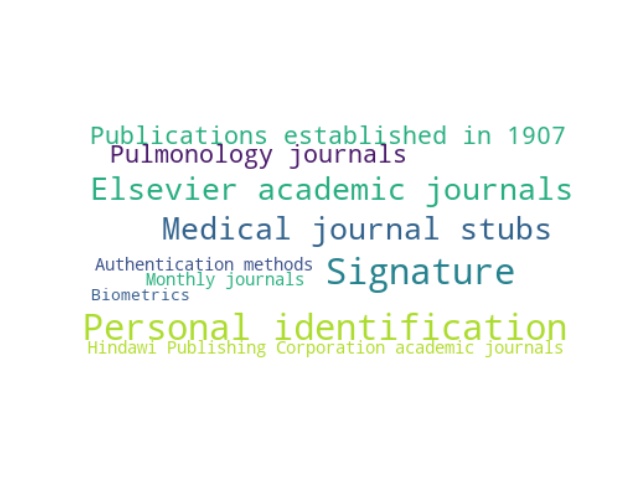 Publications established in 1907
Pulmonology journals
Elsevier academic journals
Medical journal stubs
Authentication methods
Signature
Monthly journals
Biometrics
Personal identification
Hindawi Publishing Corporation academic journals